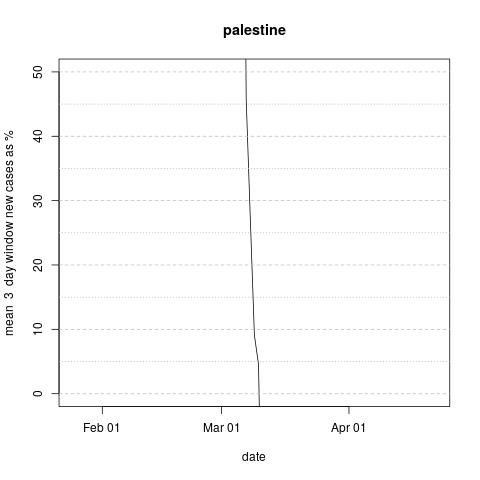 palestine
mean 3 day window new cases as %
50
40
30
20
10
0
Feb 01
Mar 01
Apr 01
date